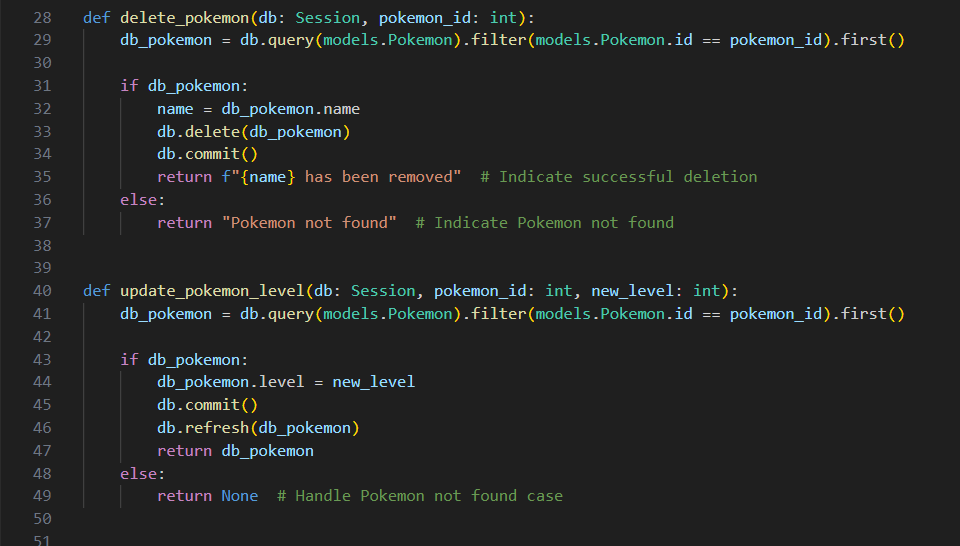 28 def delete_pokemon(db: Session, pokemon_id: int):
29     db_pokemon = db.query(models.Pokemon).filter(models.Pokemon.id == pokemon_id).first()
30
31     if db_pokemon:
32         name = db_pokemon.name
33         db.delete(db_pokemon)
34         db.commit()
35         return f"{name} has been removed"  # Indicate successful deletion
36     else:
37         return "Pokemon not found"  # Indicate Pokemon not found
38
39
40 def update_pokemon_level(db: Session, pokemon_id: int, new_level: int):
41     db_pokemon = db.query(models.Pokemon).filter(models.Pokemon.id == pokemon_id).first()
42
43     if db_pokemon:
44         db_pokemon.level = new_level
45         db.commit()
46         db.refresh(db_pokemon)
47         return db_pokemon
48     else:
49         return None  # Handle Pokemon not found case
50
51